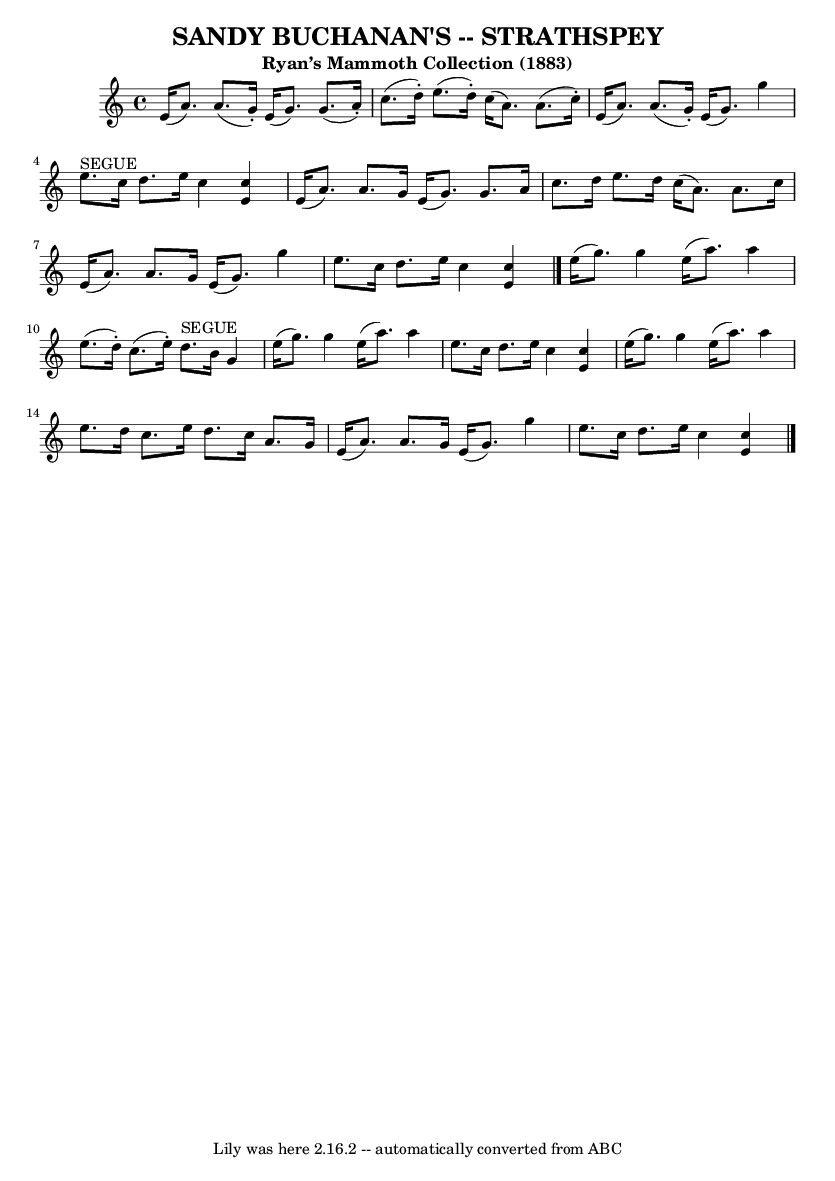 SANDY BUCHANAN'S -- STRATHSPEY
Ryan’s Mammoth Collection (1883)
4
SEGUE
7
10
SEGUE
14
Lily was here 2.16.2 -- automatically converted from ABC